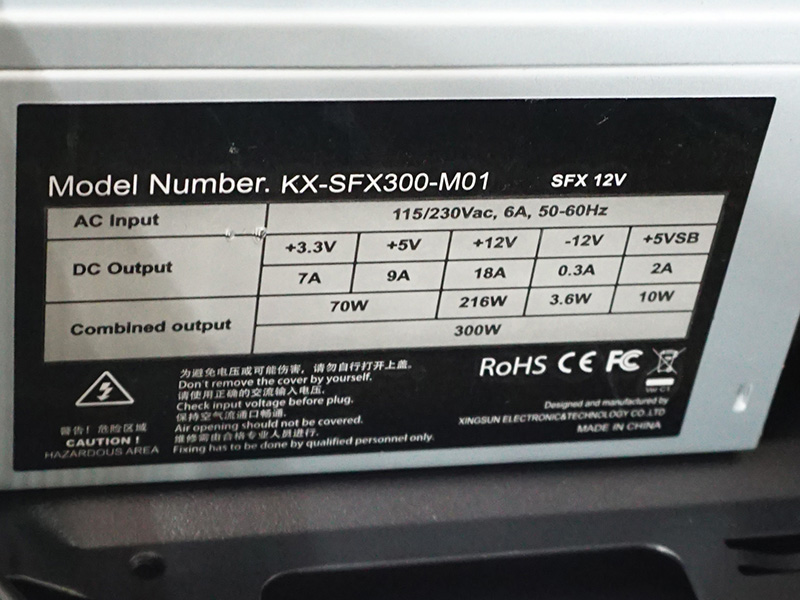 Model Number. KX-SFX300-M01 SFX 12V
AC Input 115/230Vac, 6A, 50-60Hz
DC Output +3.3V +5V +12V -12V +5VSB
7A 9A 18A 0.3A 2A
Combined output 70W 216W 3.6W 10W
300W
RoHS CE FC
为避免电压或可能伤害，请勿自行打开上盖。
Don't remove the cover by yourself.
请使用正确的交流输入电压.
Check input voltage before plug.
保持空气流通口畅通.
Air opening should not be covered.
维修需由合格专业人员进行.
Fixing has to be done by qualified personnel only.
警告！危险区域
CAUTION !
HAZARDOUS AREA
Designed and manufactured by
XINGSUN ELECTRONIC&TECHNOLOGY CO.,LTD
MADE IN CHINA